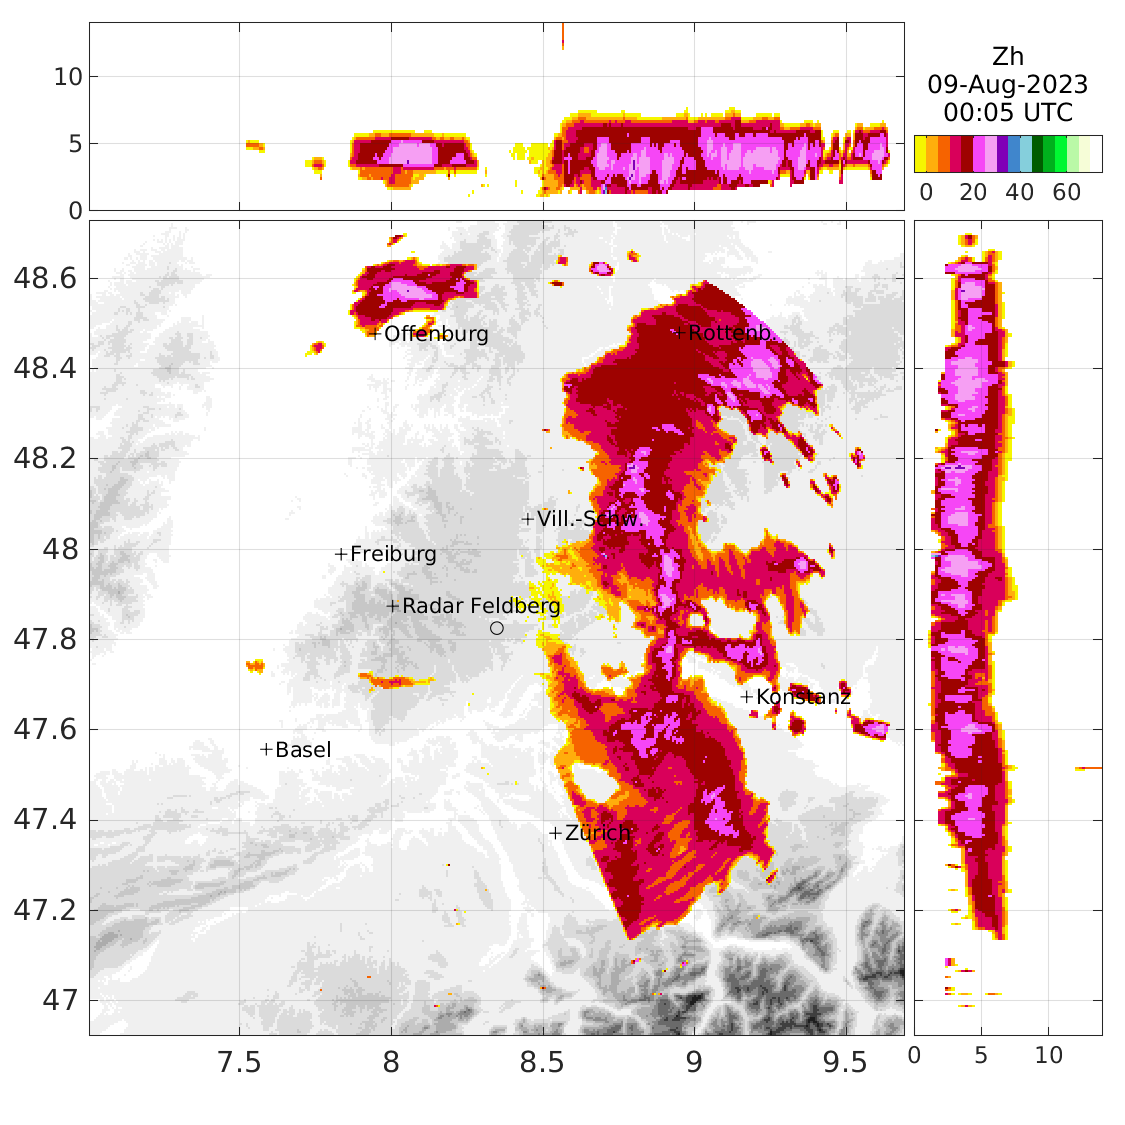 10
5
0
Zh
09-Aug-2023
00:05 UTC
0 20 40 60
48.6
48.4
48.2
48
47.8
47.6
47.4
47.2
47
+Offenburg
+Rottenb.
+Vill.-Schw.
+Freiburg
+Radar Feldberg
+Konstanz
+Basel
+Zürich
7.5 8 8.5 9 9.5
0 5 10